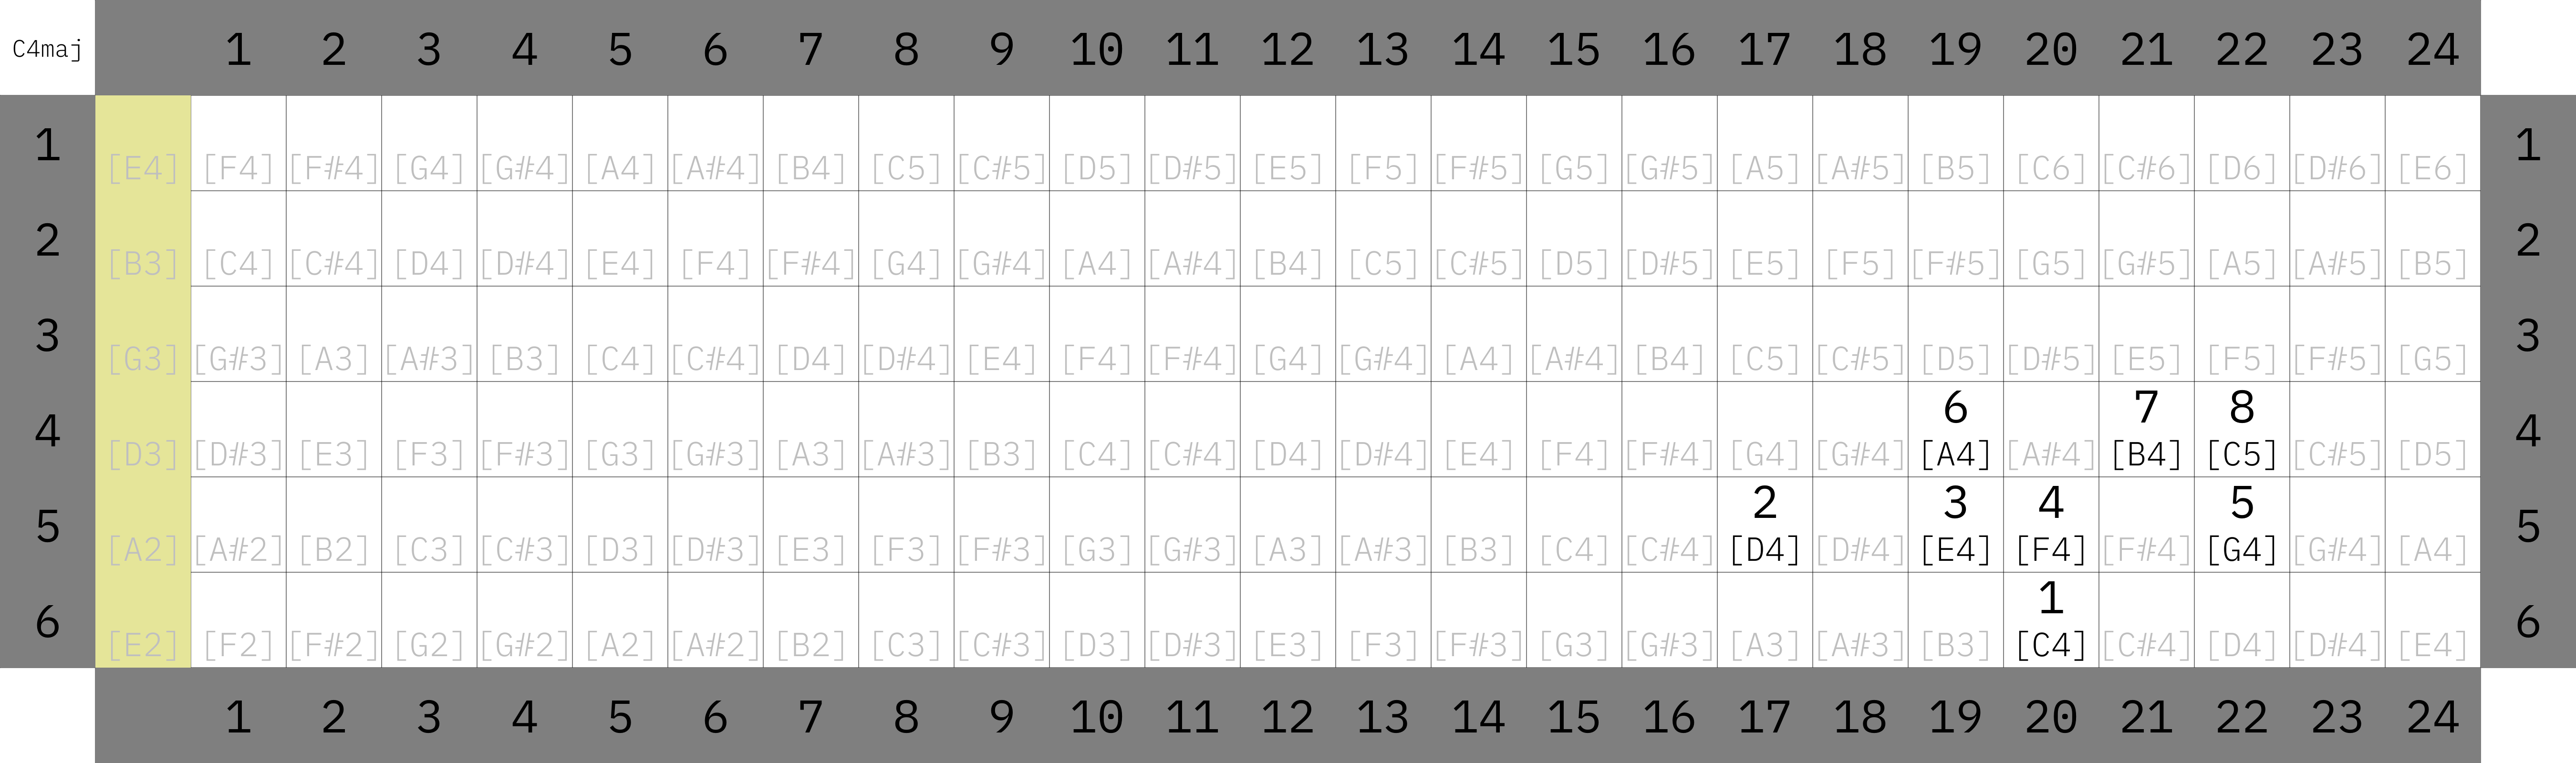 C4maj 1 2 3 4 5 6 7 8 9 10 11 12 13 14 15 16 17 18 19 20 21 22 23 24
1 [E4] [F4] [F#4] [G4] [G#4] [A4] [A#4] [B4] [C5] [C#5] [D5] [D#5] [E5] [F5] [F#5] [G5] [G#5] [A5] [A#5] [B5] [C6] [C#6] [D6] [D#6] [E6] 1
2 [B3] [C4] [C#4] [D4] [D#4] [E4] [F4] [F#4] [G4] [G#4] [A4] [A#4] [B4] [C5] [C#5] [D5] [D#5] [E5] [F5] [F#5] [G5] [G#5] [A5] [A#5] [B5] 2
3 [G3] [G#3] [A3] [A#3] [B3] [C4] [C#4] [D4] [D#4] [E4] [F4] [F#4] [G4] [G#4] [A4] [A#4] [B4] [C5] [C#5] [D5] [D#5] [E5] [F5] [F#5] [G5] 3
6 7 8
4 [D3] [D#3] [E3] [F3] [F#3] [G3] [G#3] [A3] [A#3] [B3] [C4] [C#4] [D4] [D#4] [E4] [F4] [F#4] [G4] [G#4] [A4] [A#4] [B4] [C5] [C#5] [D5] 4
2 3 4 5
5 [A2] [A#2] [B2] [C3] [C#3] [D3] [D#3] [E3] [F3] [F#3] [G3] [G#3] [A3] [A#3] [B3] [C4] [C#4] [D4] [D#4] [E4] [F4] [F#4] [G4] [G#4] [A4] 5
1
6 [E2] [F2] [F#2] [G2] [G#2] [A2] [A#2] [B2] [C3] [C#3] [D3] [D#3] [E3] [F3] [F#3] [G3] [G#3] [A3] [A#3] [B3] [C4] [C#4] [D4] [D#4] [E4] 6
1 2 3 4 5 6 7 8 9 10 11 12 13 14 15 16 17 18 19 20 21 22 23 24